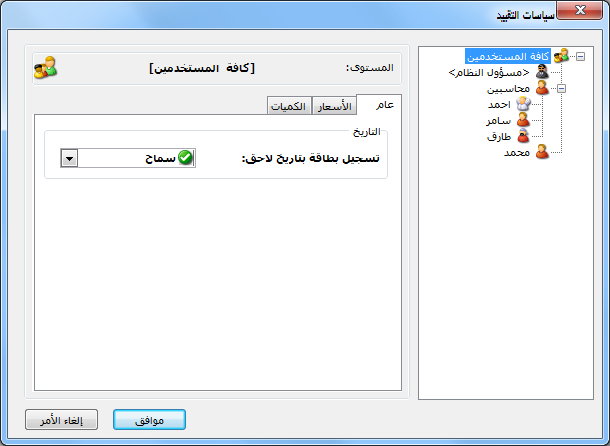 سياسات التقييد
كافة المستخدمين
<مسؤول النظام>
محاسبين
احمد
سامر
طارق
محمد
المستوى:
[كافة المستخدمين]
عام
الأسعار
الكميات
التاريخ
تسجيل بطاقة بتاريخ لاحق:
سماح
موافق
إلغاء الأمر